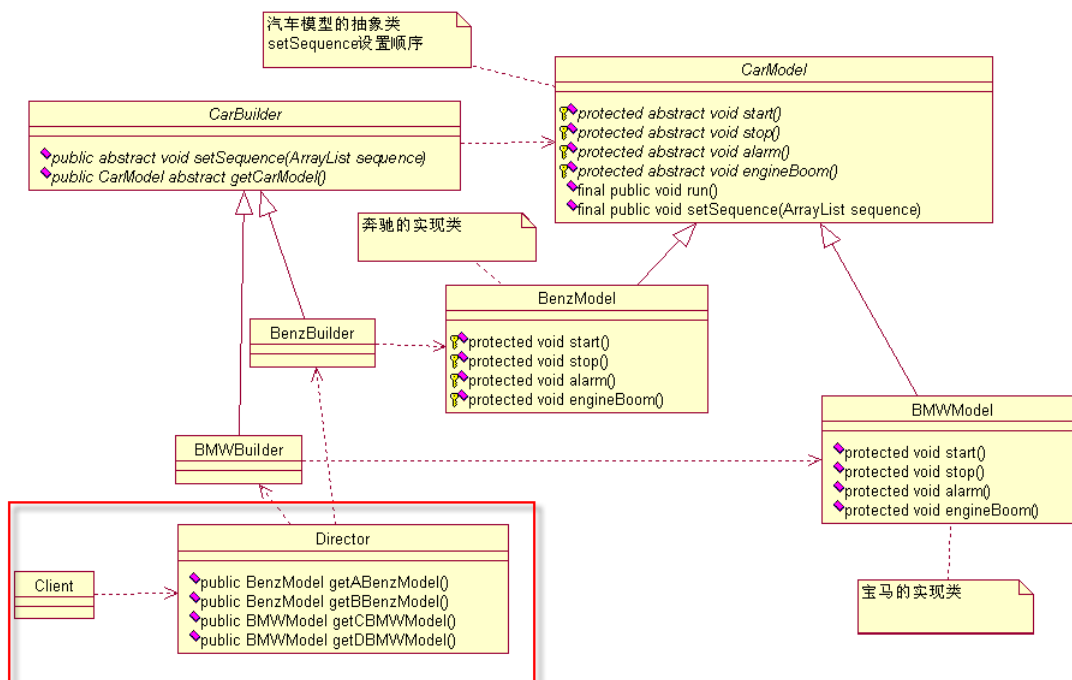 汽车模型的抽象类
setSequence设置顺序
CarModel
protected abstract void start()
protected abstract void stop()
protected abstract void alarm()
protected abstract void engineBoom()
final public void run()
final public void setSequence(ArrayList sequence)
CarBuilder
public abstract void setSequence(ArrayList sequence)
public CarModel abstract getCarModel()
奔驰的实现类
BenzModel
protected void start()
protected void stop()
protected void alarm()
protected void engineBoom()
BenzBuilder
BMWModel
protected void start()
protected void stop()
protected void alarm()
protected void engineBoom()
BMWBuilder
Director
public BenzModel getABenzModel()
public BenzModel getBBenzModel()
public BMWModel getCBMWModel()
public BMWModel getDBMWModel()
Client
宝马的实现类